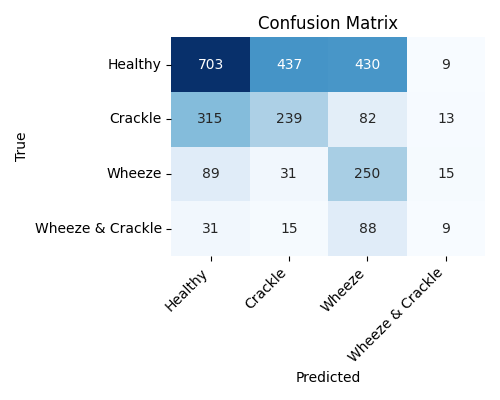 Confusion Matrix
True
Healthy 703 437 430 9
Crackle 315 239 82 13
Wheeze 89 31 250 15
Wheeze & Crackle 31 15 88 9
Healthy Crackle Wheeze Wheeze & Crackle
Predicted